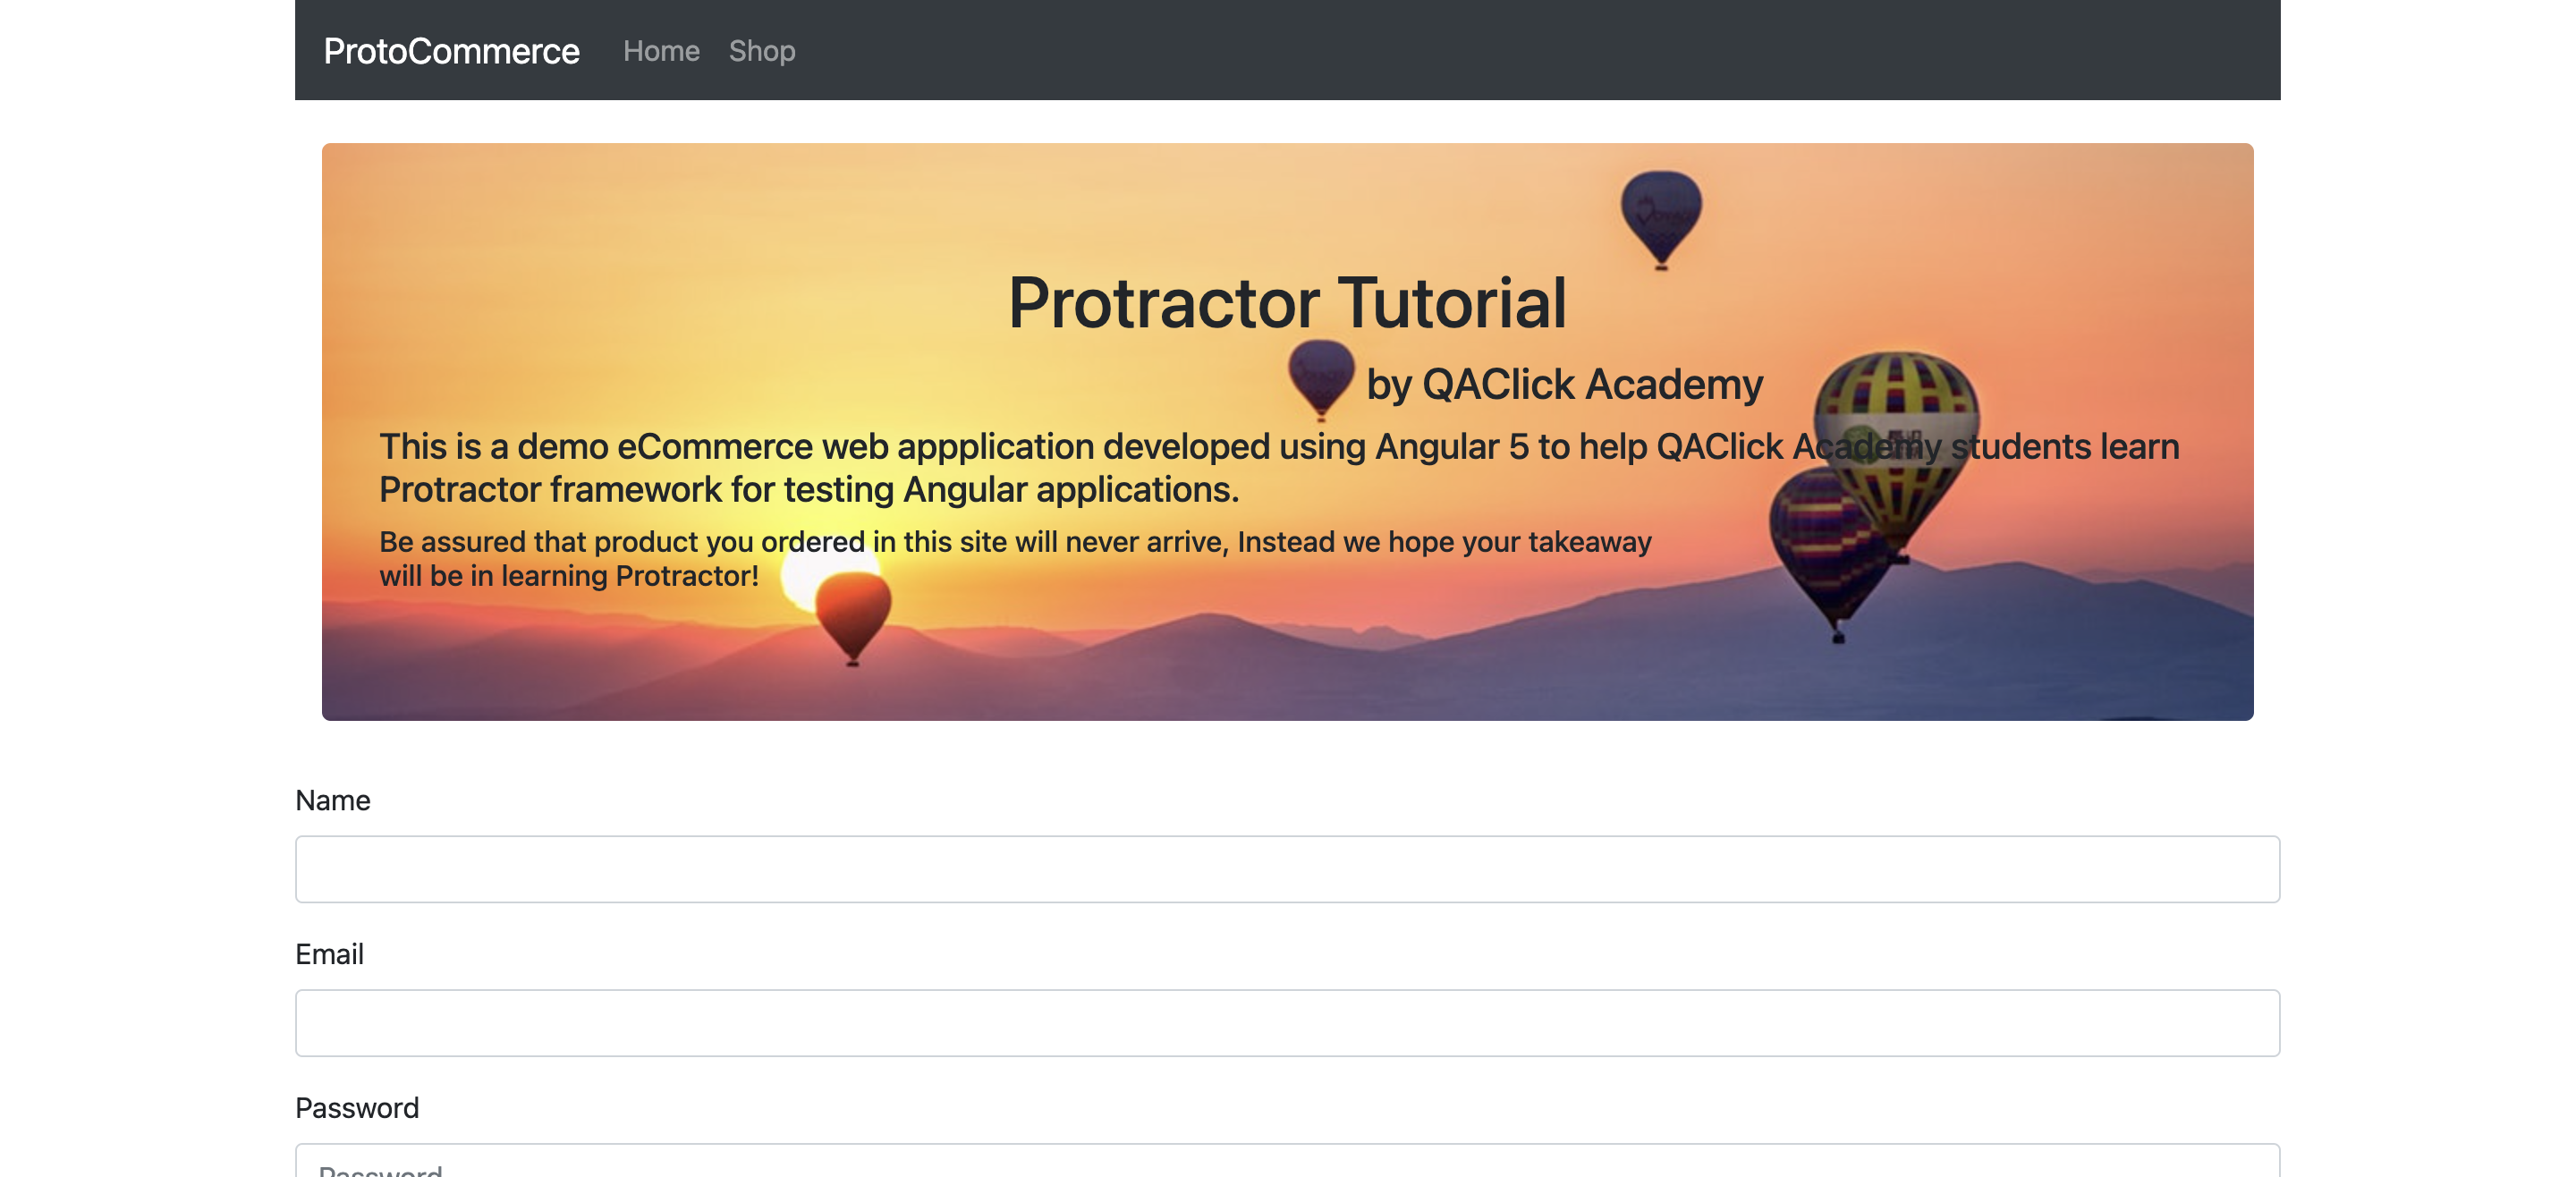 ProtoCommerce Home Shop
Protractor Tutorial
by QAClick Academy
This is a demo eCommerce web appplication developed using Angular 5 to help QAClick Academy students learn
Protractor framework for testing Angular applications.
Be assured that product you ordered in this site will never arrive, Instead we hope your takeaway
will be in learning Protractor!
Name
Email
Password
Password